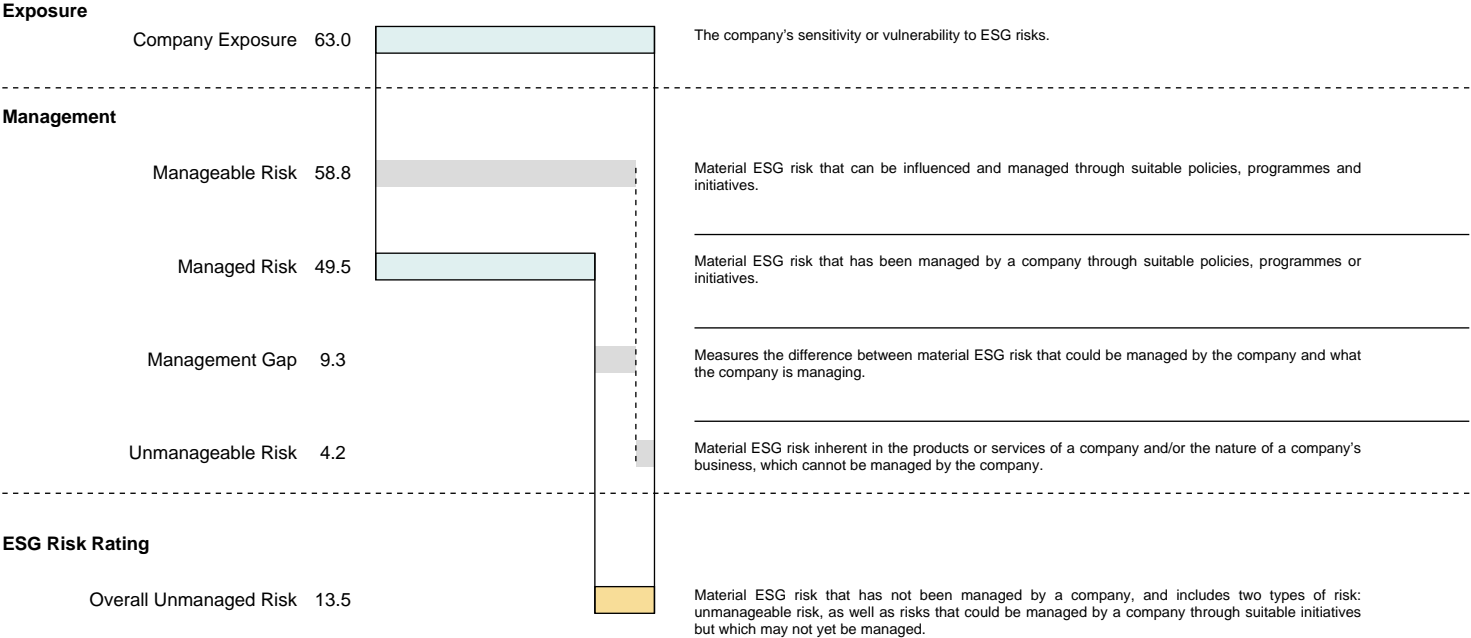 Exposure
Company Exposure 63.0
The company’s sensitivity or vulnerability to ESG risks.
Management
Manageable Risk 58.8
Material ESG risk that can be influenced and managed through suitable policies, programmes and
initiatives.
Managed Risk 49.5
Material ESG risk that has been managed by a company through suitable policies, programmes or
initiatives.
Management Gap 9.3
Measures the difference between material ESG risk that could be managed by the company and what
the company is managing.
Unmanageable Risk 4.2
Material ESG risk inherent in the products or services of a company and/or the nature of a company’s
business, which cannot be managed by the company.
ESG Risk Rating
Overall Unmanaged Risk 13.5
Material ESG risk that has not been managed by a company, and includes two types of risk:
unmanageable risk, as well as risks that could be managed by a company through suitable initiatives
but which may not yet be managed.